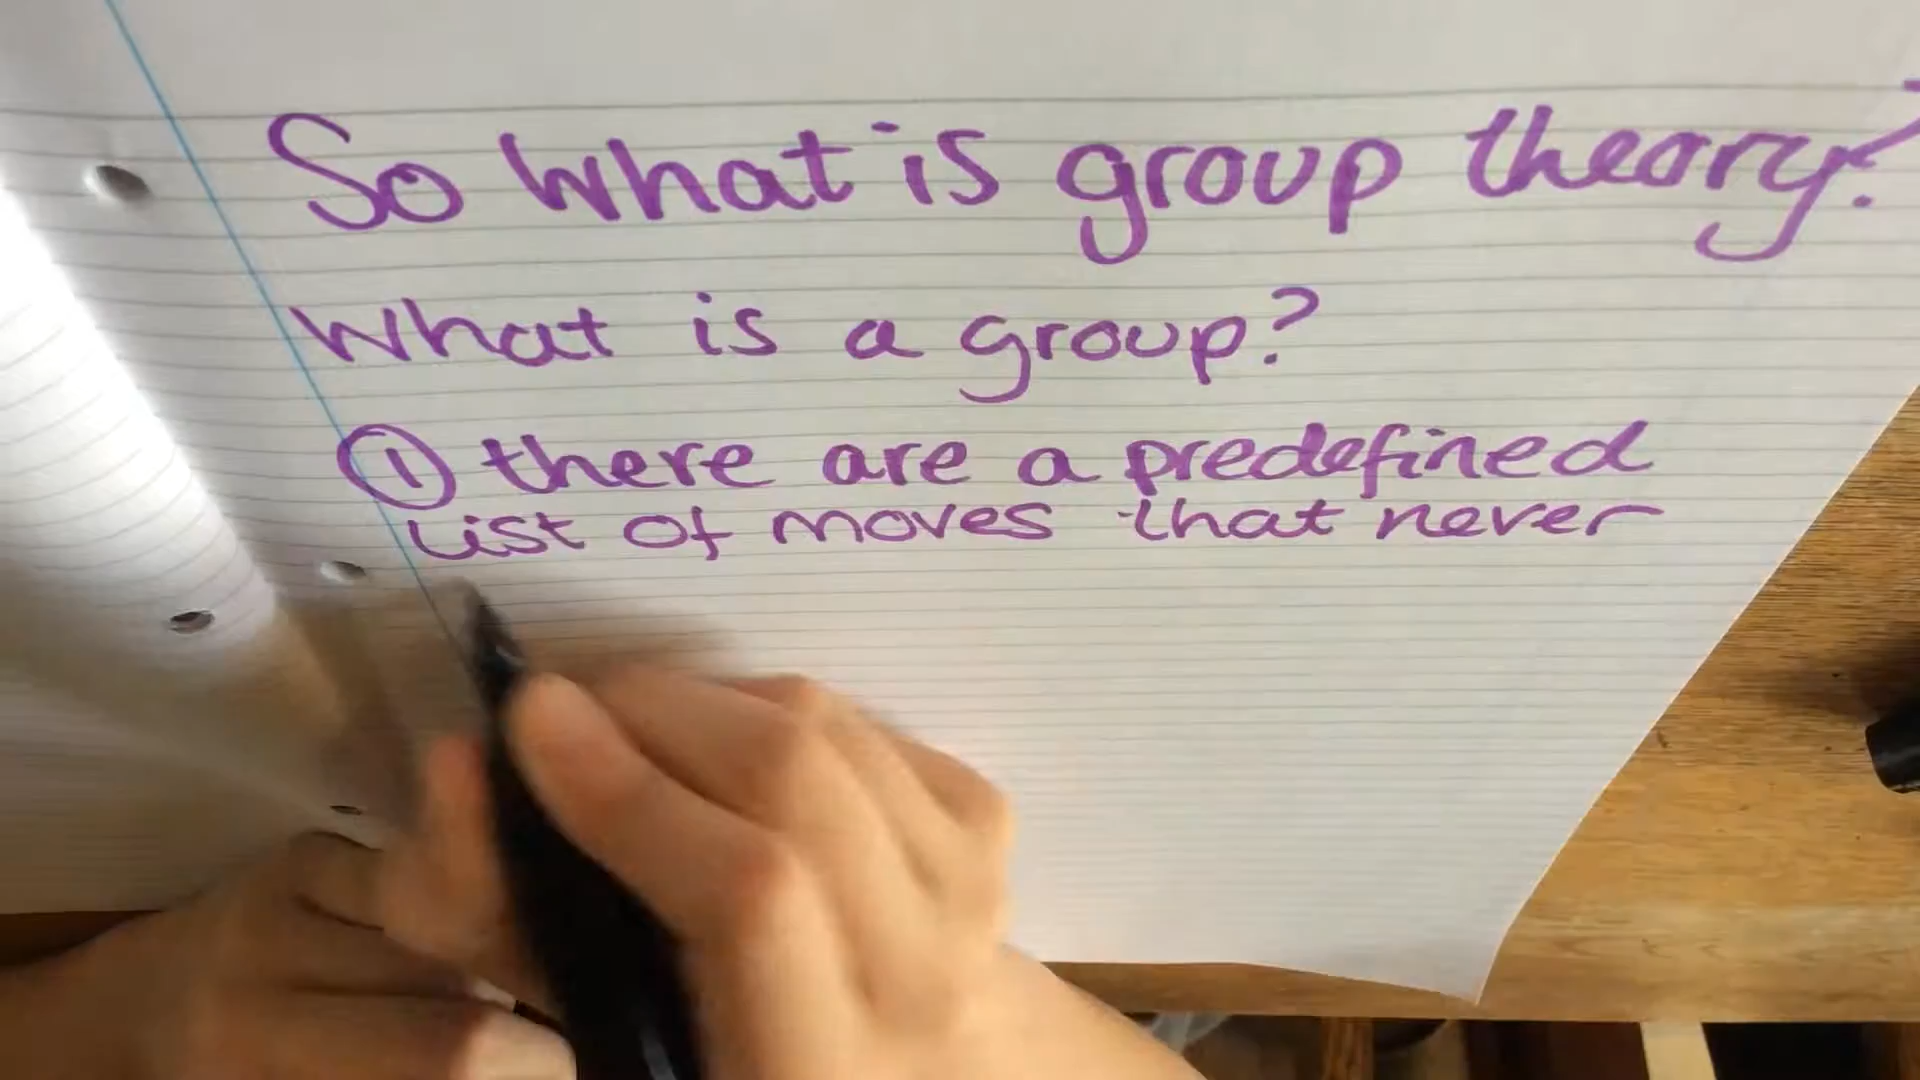 So what is group theory?
What is a group?
① there are a predefined
list of moves that never